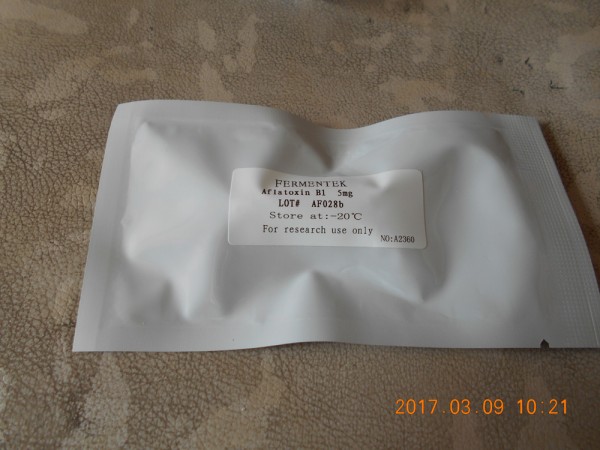 FERMENTEK
Aflatoxin B1 5mg
LOT# AF028b
Store at:-20℃
For research use only
NO:A2360
2017.03.09 10:21